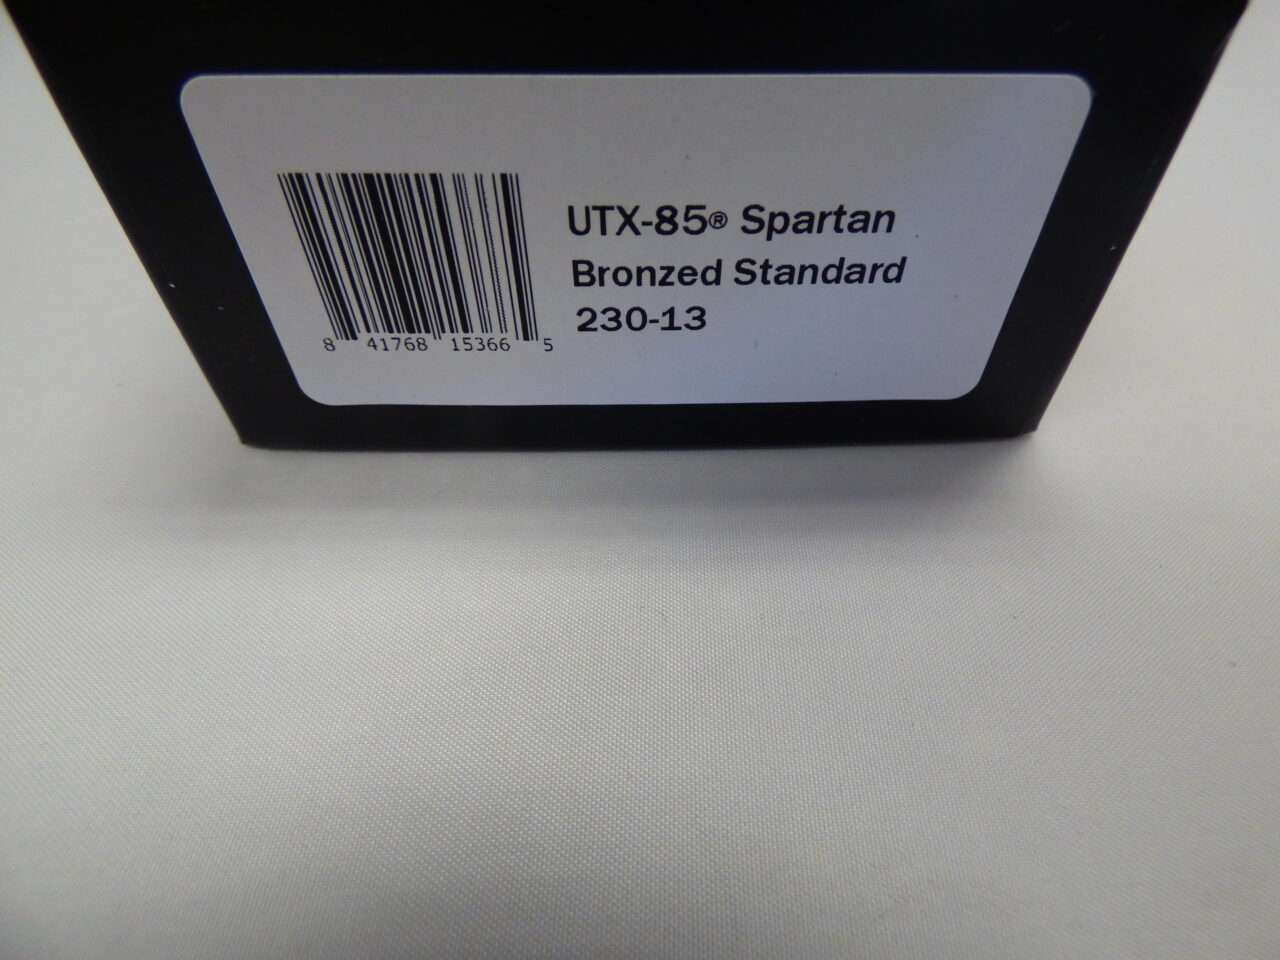 UTX-85® Spartan
Bronzed Standard
230-13
8 41768 15366 5